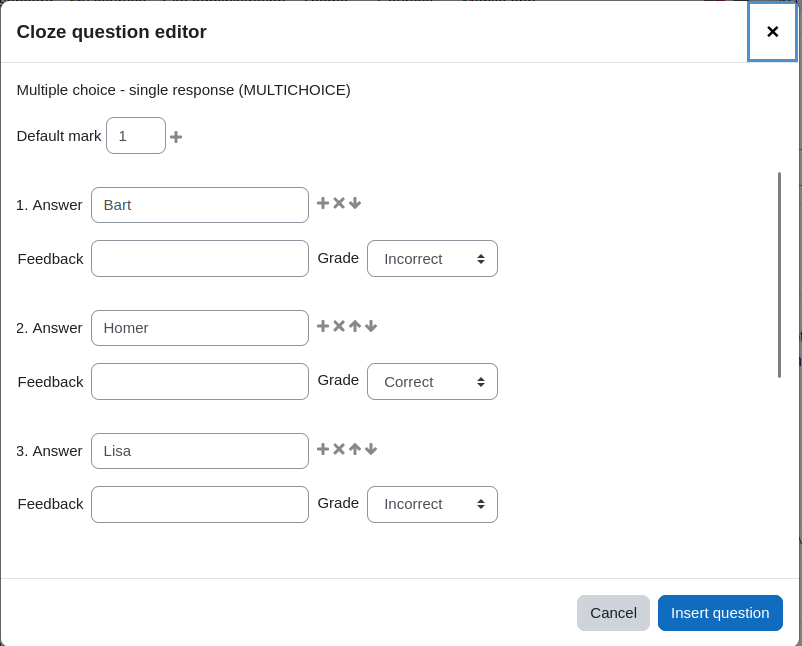 Cloze question editor
×
Multiple choice - single response (MULTICHOICE)
Default mark 1
1. Answer Bart
Feedback Grade Incorrect
2. Answer Homer
Feedback Grade Correct
3. Answer Lisa
Feedback Grade Incorrect
Cancel Insert question